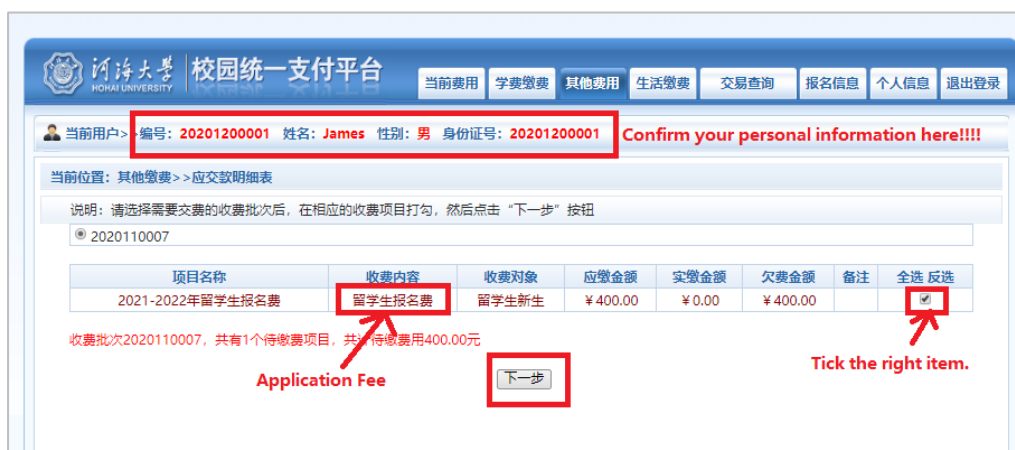 河海大学 校园统一支付平台
HOHAI UNIVERSITY
当前费用 学费缴费 其他费用 生活缴费 交易查询 报名信息 个人信息 退出登录
当前用户>>编号：20201200001 姓名：James 性别：男 身份证号：20201200001 Confirm your personal information here!!!!
当前位置：其他缴费>>应交款明细表
说明：请选择需要交费的收费批次后，在相应的收费项目打勾，然后点击“下一步”按钮
2020110007
项目名称 收费内容 收费对象 应缴金额 实缴金额 欠费金额 备注 全选 反选
2021-2022年留学生报名费 留学生报名费 留学生新生 ￥400.00 ￥0.00 ￥400.00
收费批次2020110007，共有1个待缴费项目，共计待缴费用400.00元
Tick the right item.
Application Fee
下一步